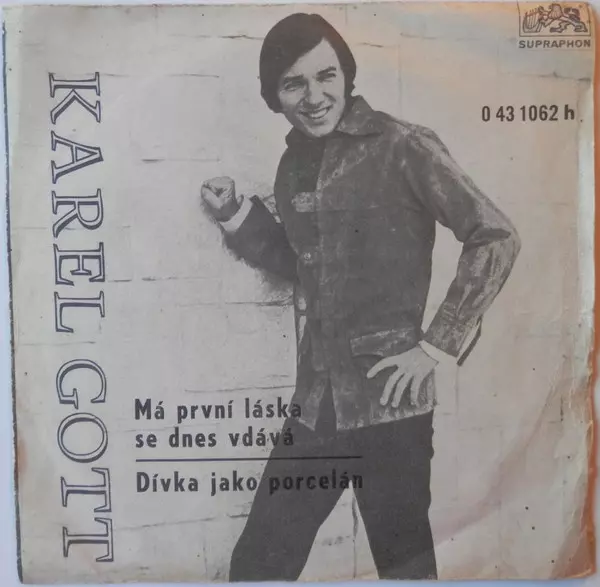 SUPRAPHON
0 43 1062 h
KAREL GOTT
Má první láska
se dnes vdává
Dívka jako porcelán